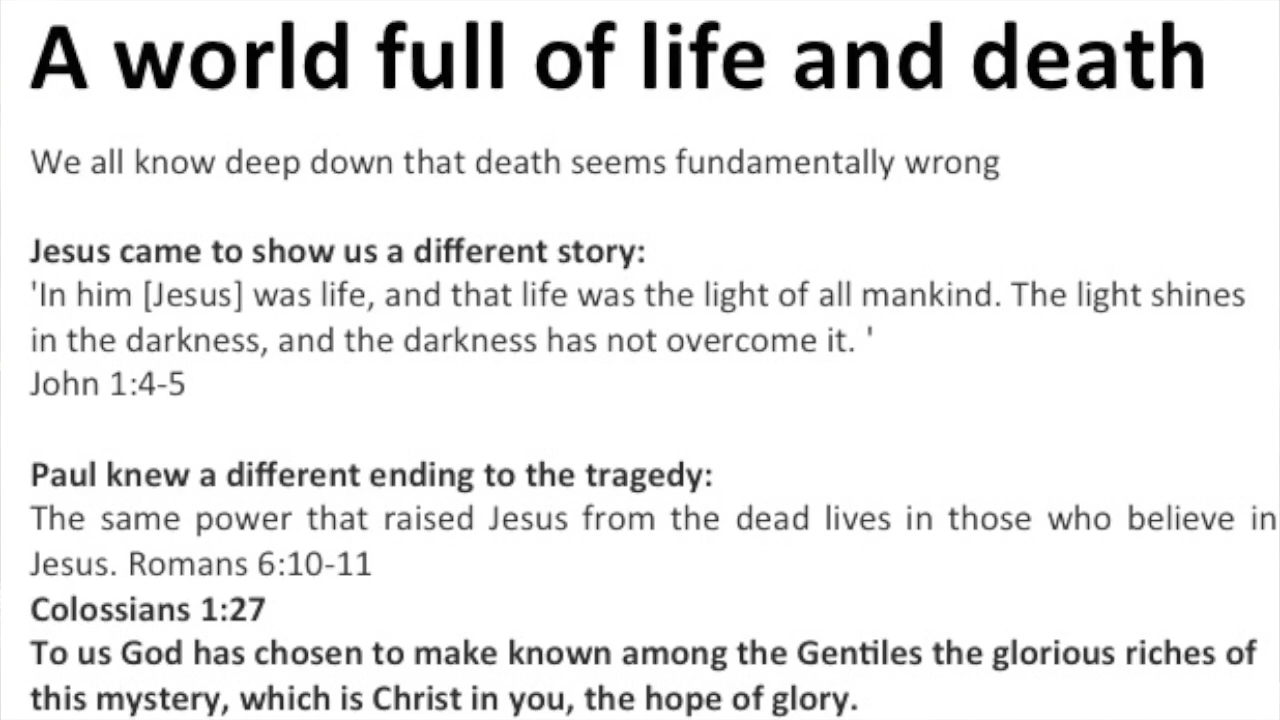 A world full of life and death
We all know deep down that death seems fundamentally wrong
Jesus came to show us a different story:
'In him [Jesus] was life, and that life was the light of all mankind. The light shines
in the darkness, and the darkness has not overcome it. '
John 1:4-5
Paul knew a different ending to the tragedy:
The same power that raised Jesus from the dead lives in those who believe in
Jesus. Romans 6:10-11
Colossians 1:27
To us God has chosen to make known among the Gentiles the glorious riches of
this mystery, which is Christ in you, the hope of glory.